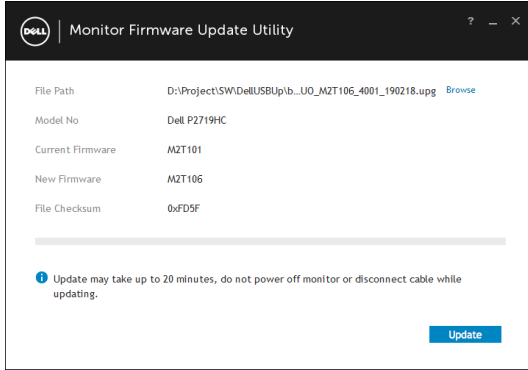 DELL Monitor Firmware Update Utility ? _ ×
File Path D:\Project\SW\DellUSBUp\b...UO_M2T106_4001_190218.upg Browse
Model No Dell P2719HC
Current Firmware M2T101
New Firmware M2T106
File Checksum 0xFD5F
i Update may take up to 20 minutes, do not power off monitor or disconnect cable while
updating.
Update